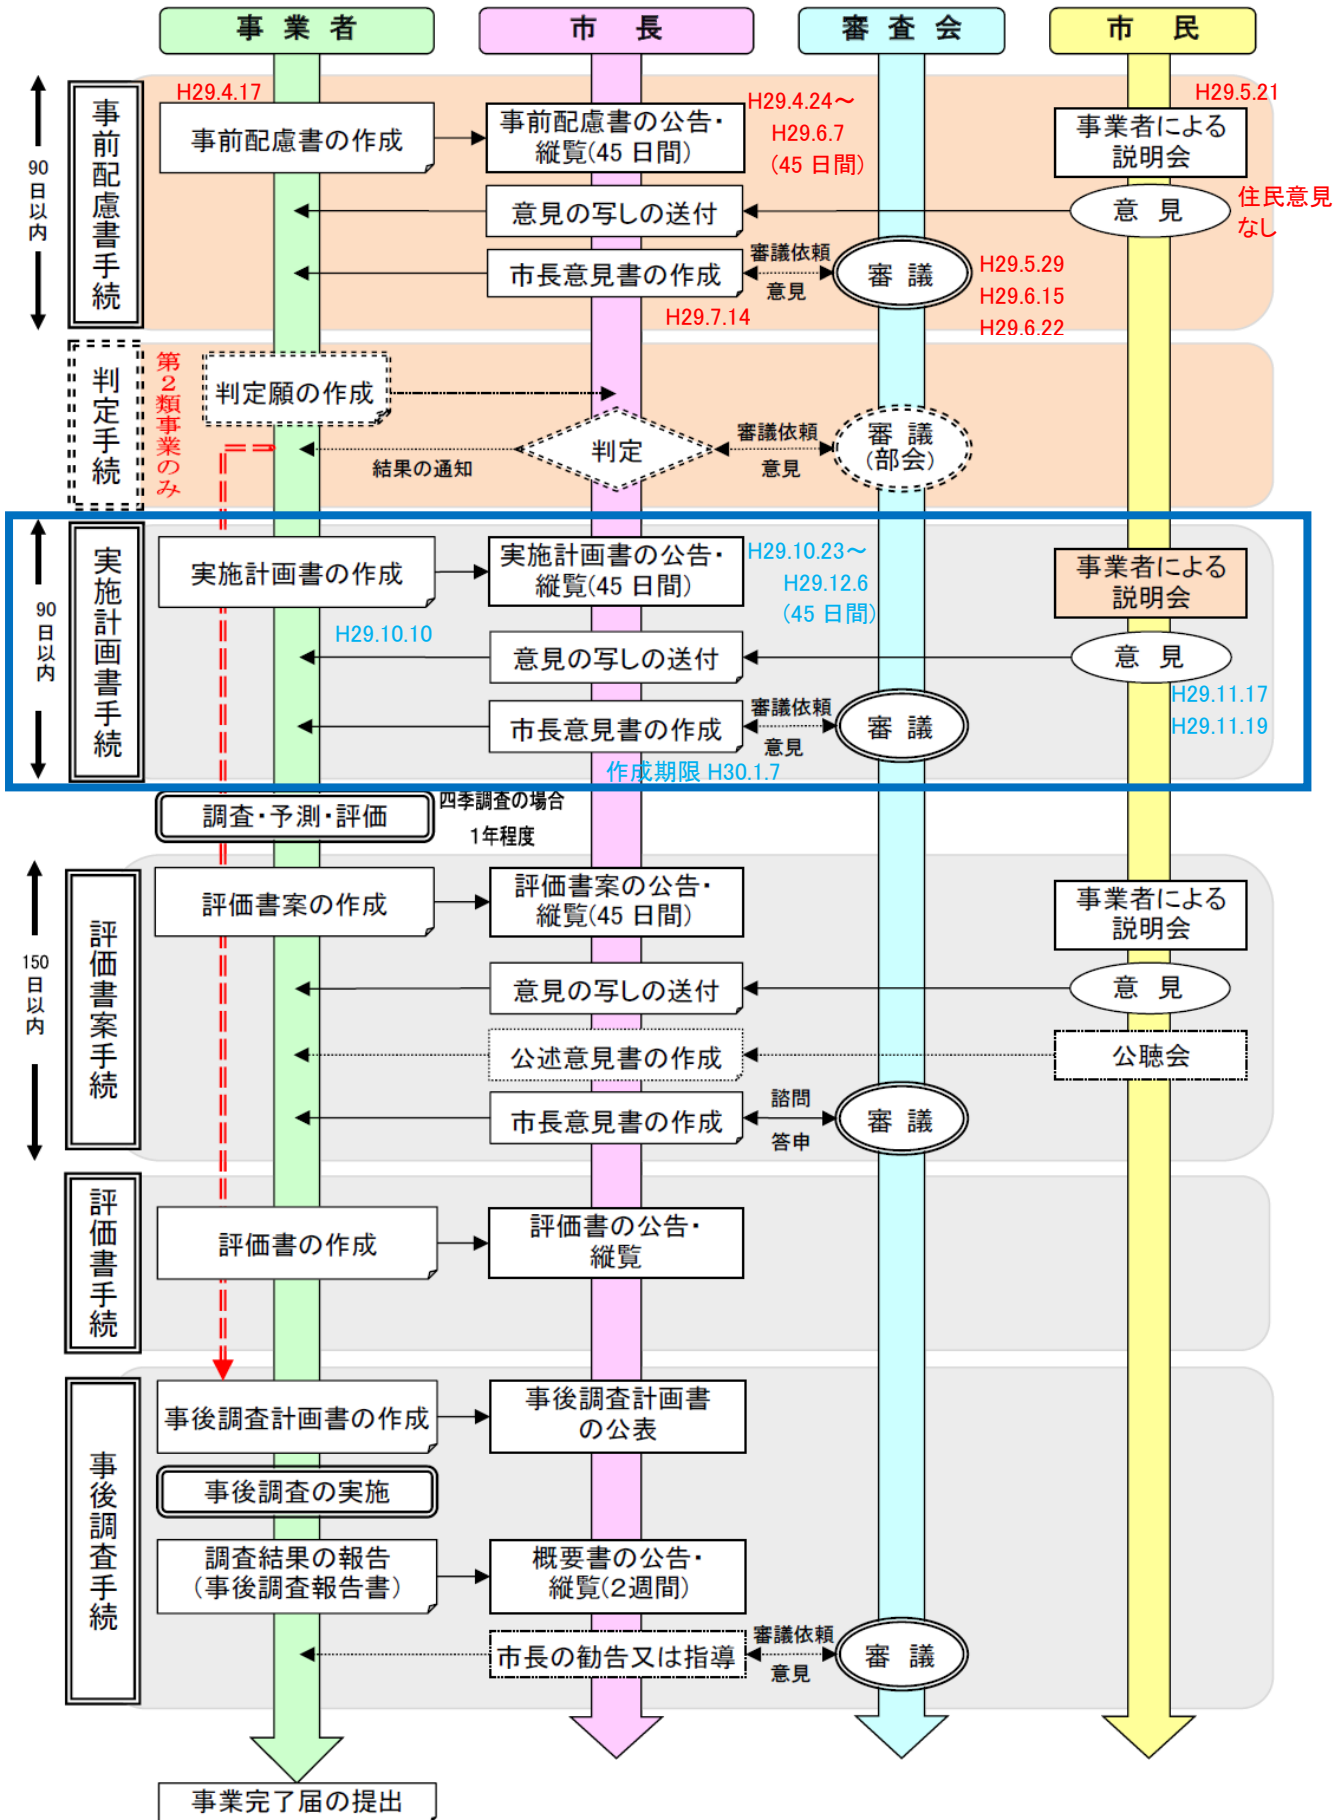 事 業 者
市 長
審 査 会
市 民
90
日
以
内
事前配慮書手続
H29.4.17
事前配慮書の作成
事前配慮書の公告・
縦覧(45 日間)
H29.4.24～
H29.6.7
(45 日間)
H29.5.21
事業者による
説明会
意見の写しの送付
意 見
住民意見
なし
市長意見書の作成
審議依頼
意見
審 議
H29.5.29
H29.6.15
H29.6.22
H29.7.14
判定手続
第２類事業のみ
判定願の作成
判定
結果の通知
審議依頼
意見
審 議
(部会)
90
日
以
内
実施計画書手続
実施計画書の作成
実施計画書の公告・
縦覧(45 日間)
H29.10.23～
H29.12.6
(45 日間)
事業者による
説明会
H29.10.10
意見の写しの送付
意 見
H29.11.17
H29.11.19
市長意見書の作成
審議依頼
意見
審 議
作成期限 H30.1.7
調査・予測・評価
四季調査の場合
1年程度
150
日
以
内
評価書案手続
評価書案の作成
評価書案の公告・
縦覧(45 日間)
事業者による
説明会
意見の写しの送付
意 見
公述意見書の作成
公聴会
市長意見書の作成
諮問
答申
審 議
評価書手続
評価書の作成
評価書の公告・
縦覧
事後調査手続
事後調査計画書の作成
事後調査計画書
の公表
事後調査の実施
調査結果の報告
(事後調査報告書)
概要書の公告・
縦覧(２週間)
市長の勧告又は指導
審議依頼
意見
審 議
事業完了届の提出